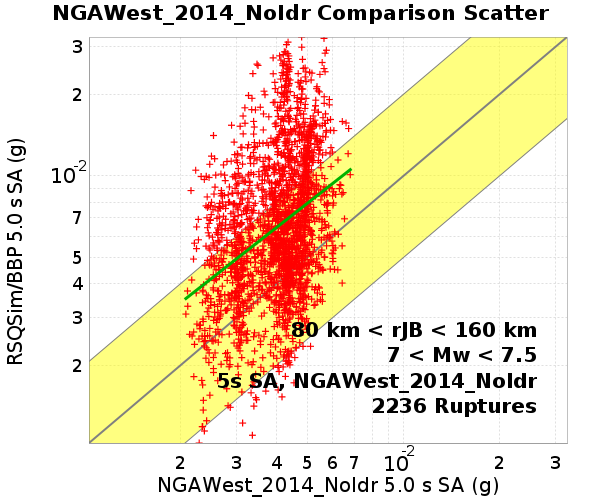 NGAWest_2014_NoIdr Comparison Scatter
RSQSim/BBP 5.0 s SA (g)
3
2
10-2
7
5
4
3
2
80 km < rJB < 160 km
7 < Mw < 7.5
5s SA, NGAWest_2014_NoIdr
2236 Ruptures
2 3 4 5 6 7 10-2 2 3
NGAWest_2014_NoIdr 5.0 s SA (g)